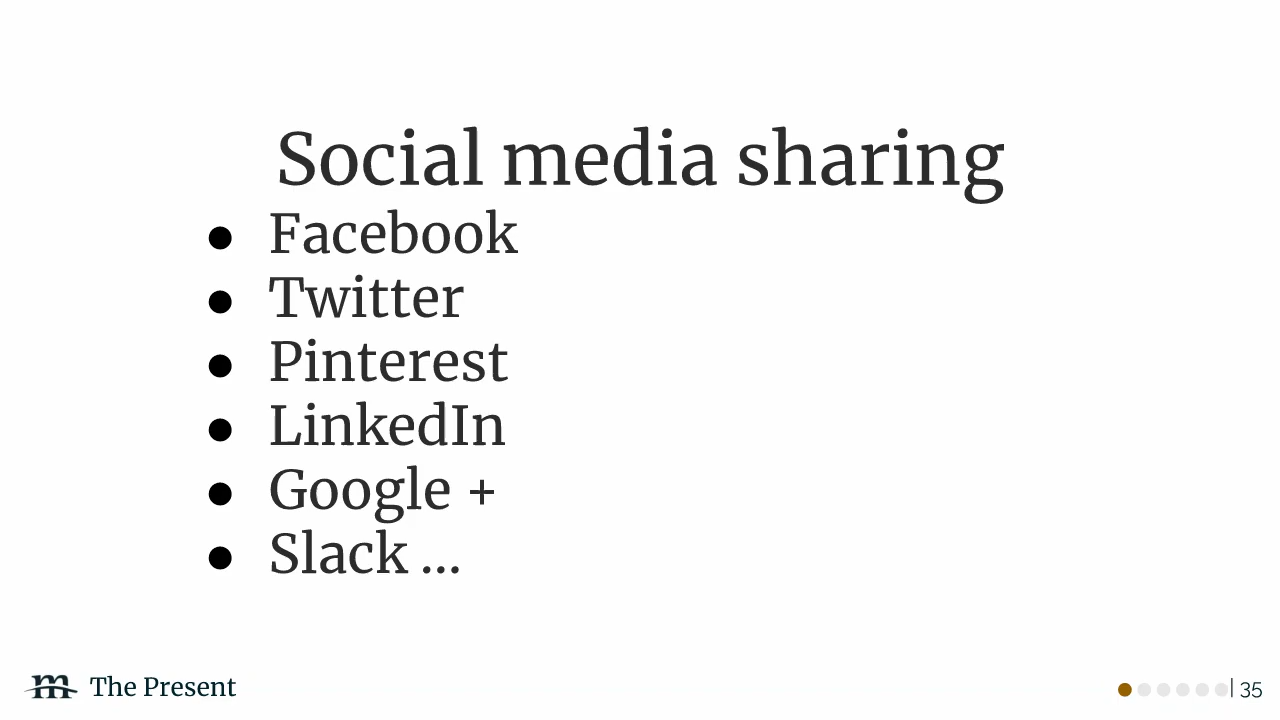 Social media sharing
● Facebook
● Twitter
● Pinterest
● LinkedIn
● Google +
● Slack ...
m The Present
| 35